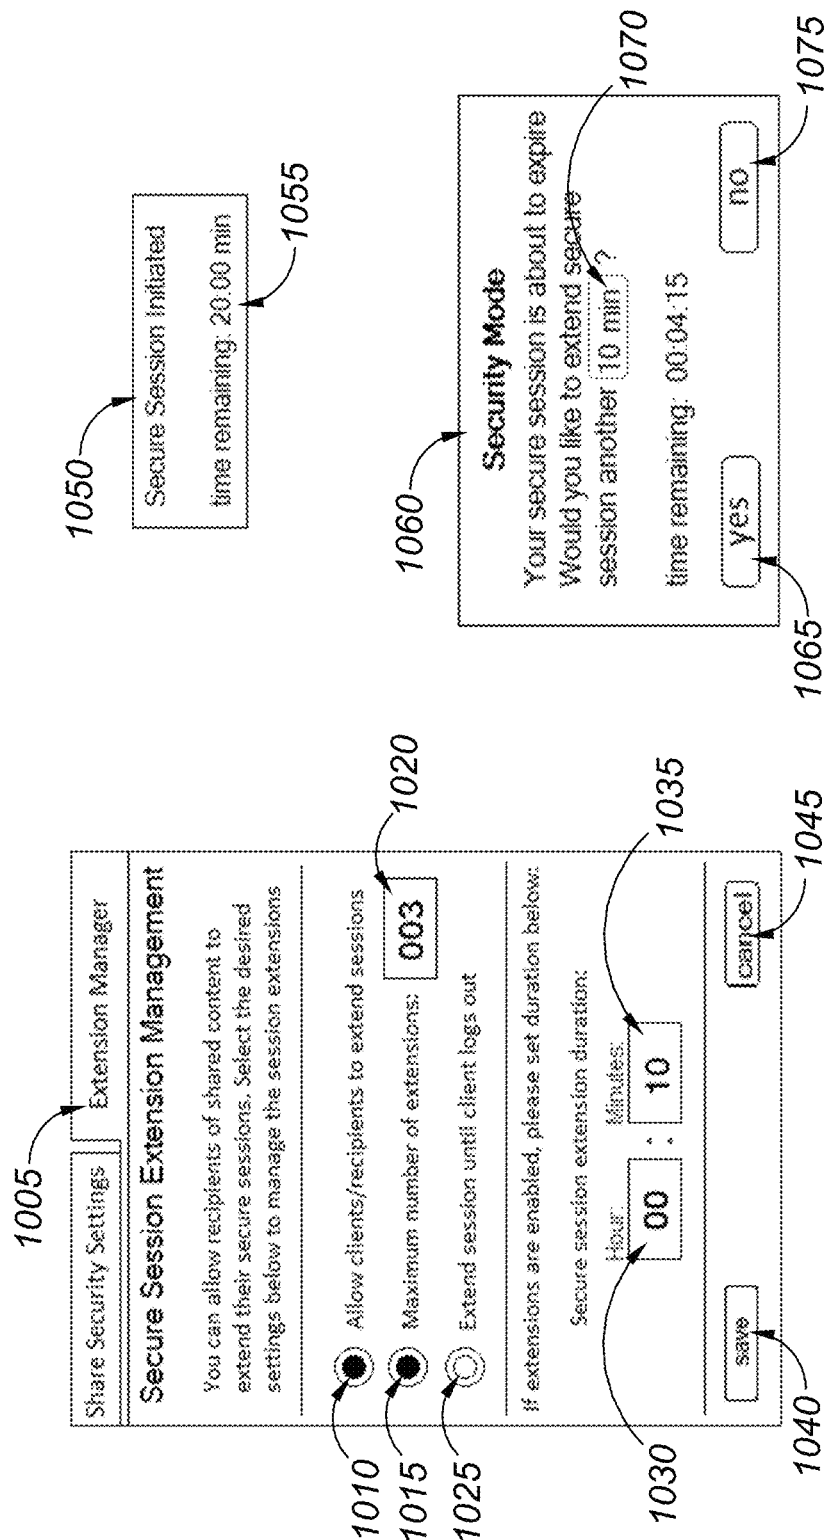 1005
Share Security Settings
Extension Manager
Secure Session Extension Management
You can allow recipients of shared content to
extend their secure sessions. Select the desired
settings below to manage the session extensions
1010
Allow clients/recipients to extend sessions
1015
Maximum number of extensions:
003
1020
1025
Extend session until client logs out
If extensions are enabled, please set duration below:
Secure session extension duration:
Hour: Minutes:
00 : 10
1030
1035
save
cancel
1040
1045
1050
Secure Session Initiated
time remaining: 20:00 min
1055
1060
Security Mode
Your secure session is about to expire
Would you like to extend secure
session another 10 min ?
1070
time remaining: 00:04:15
yes
no
1065
1075